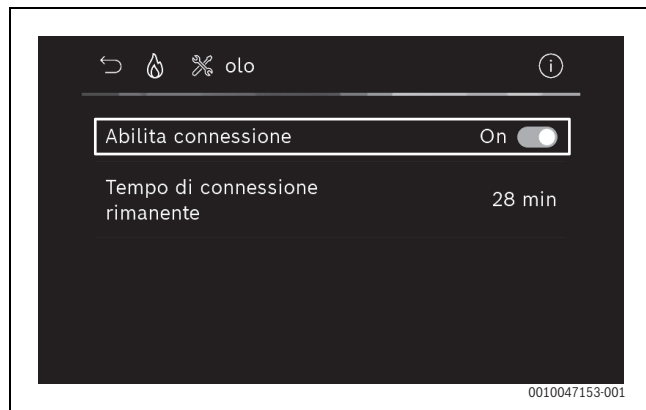 olo
Abilita connessione On
Tempo di connessione
rimanente 28 min
0010047153-001